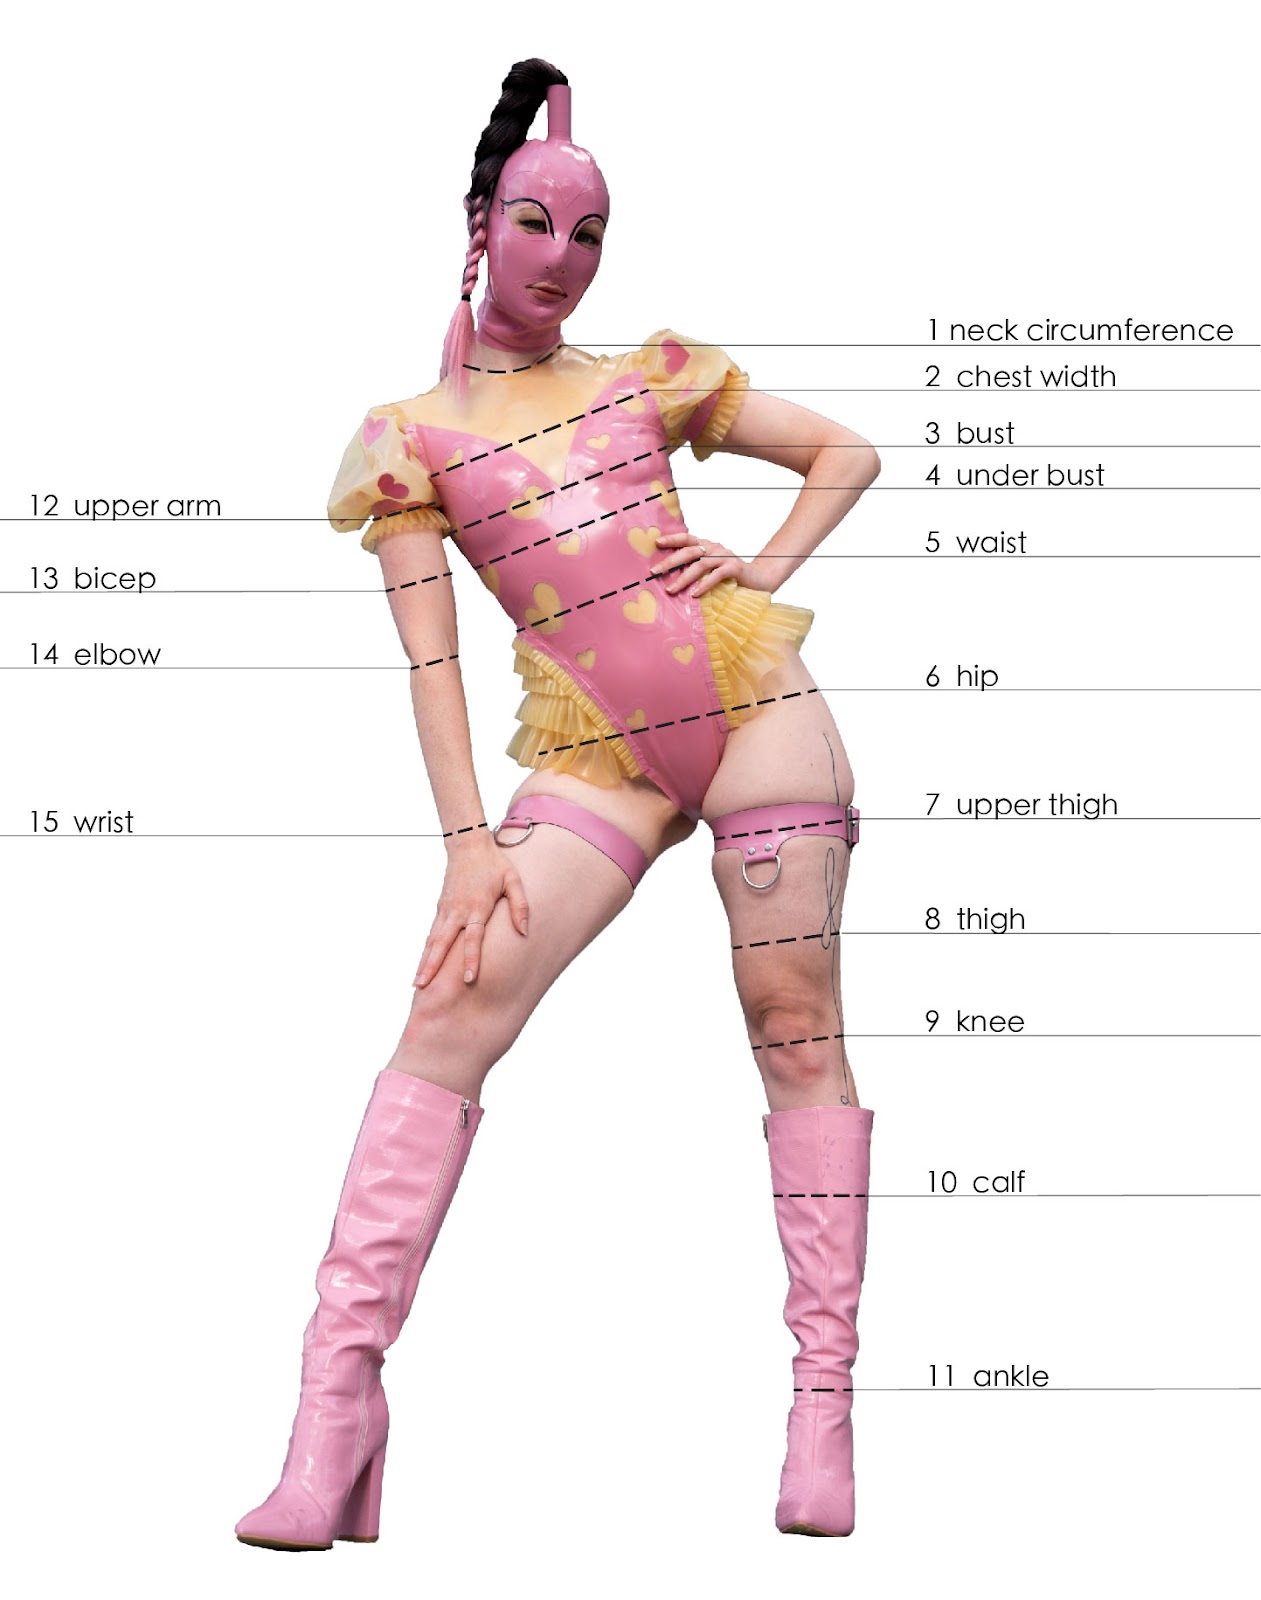 1 neck circumference
2 chest width
3 bust
4 under bust
5 waist
6 hip
7 upper thigh
8 thigh
9 knee
10 calf
11 ankle
12 upper arm
13 bicep
14 elbow
15 wrist